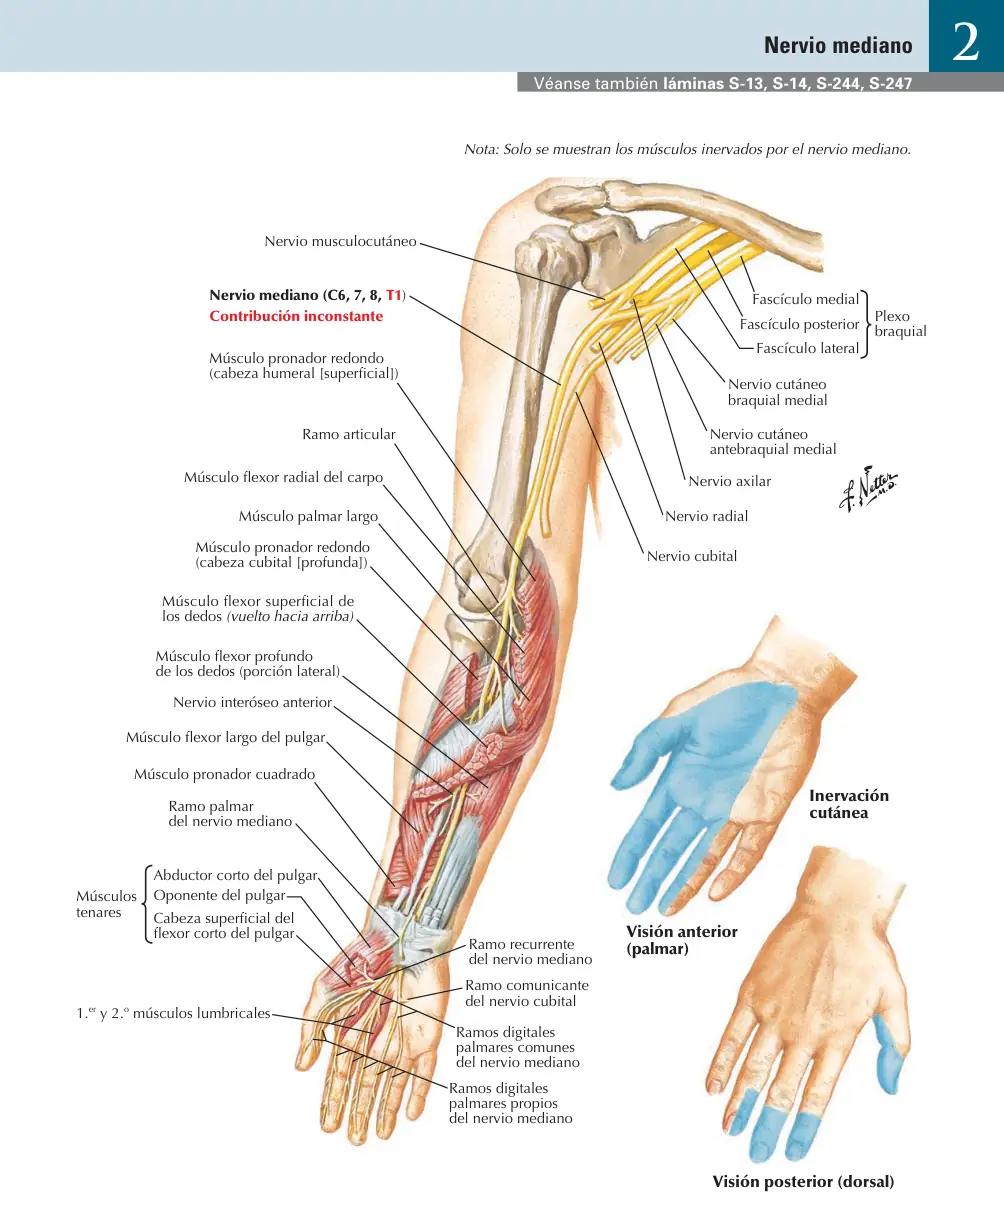 Nervio mediano
2
Véanse también láminas S-13, S-14, S-244, S-247
Nota: Solo se muestran los músculos inervados por el nervio mediano.
Nervio musculocutáneo
Nervio mediano (C6, 7, 8, T1)
Contribución inconstante
Músculo pronador redondo
(cabeza humeral [superficial])
Ramo articular
Músculo flexor radial del carpo
Músculo palmar largo
Músculo pronador redondo
(cabeza cubital [profunda])
Músculo flexor superficial de
los dedos (vuelto hacia arriba)
Músculo flexor profundo
de los dedos (porción lateral)
Nervio interóseo anterior
Músculo flexor largo del pulgar
Músculo pronador cuadrado
Ramo palmar
del nervio mediano
Músculos
tenares
Abductor corto del pulgar
Oponente del pulgar
Cabeza superficial del
flexor corto del pulgar
1.er y 2.o músculos lumbricales
Fascículo medial
Fascículo posterior
Fascículo lateral
Plexo
braquial
Nervio cutáneo
braquial medial
Nervio cutáneo
antebraquial medial
Nervio axilar
Nervio radial
Nervio cubital
F. Netter
M.D.
Ramo recurrente
del nervio mediano
Ramo comunicante
del nervio cubital
Ramos digitales
palmares comunes
del nervio mediano
Ramos digitales
palmares propios
del nervio mediano
Inervación
cutánea
Visión anterior
(palmar)
Visión posterior (dorsal)